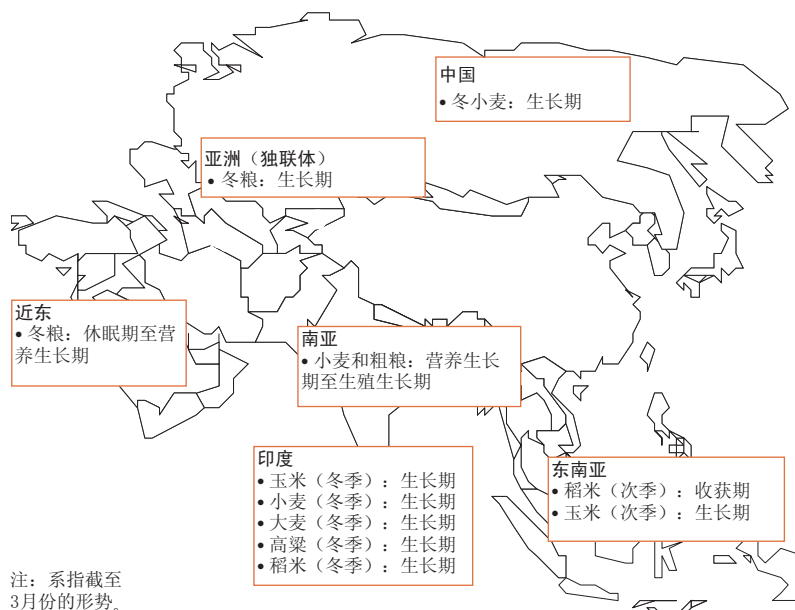 中国
• 冬小麦：生长期
亚洲（独联体）
• 冬粮：生长期
近东
• 冬粮：休眠期至营
养生长期
南亚
• 小麦和粗粮：营养生长
期至生殖生长期
印度
• 玉米（冬季）：生长期
• 小麦（冬季）：生长期
• 大麦（冬季）：生长期
• 高粱（冬季）：生长期
• 稻米（冬季）：生长期
东南亚
• 稻米（次季）：收获期
• 玉米（次季）：生长期
注：系指截至
3月份的形势。